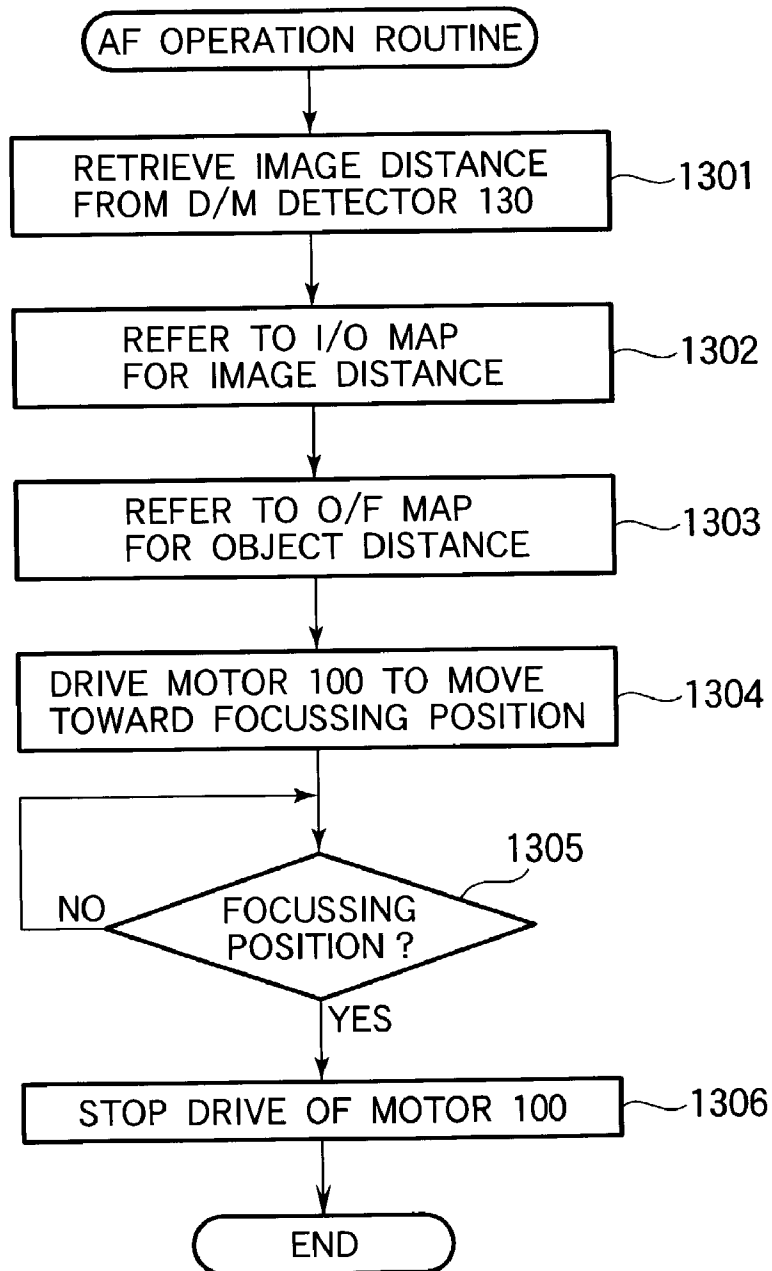 AF OPERATION ROUTINE
RETRIEVE IMAGE DISTANCE
FROM D/M DETECTOR 130
1301
REFER TO I/O MAP
FOR IMAGE DISTANCE
1302
REFER TO O/F MAP
FOR OBJECT DISTANCE
1303
DRIVE MOTOR 100 TO MOVE
TOWARD FOCUSSING POSITION
1304
1305
NO
FOCUSSING
POSITION ?
YES
STOP DRIVE OF MOTOR 100
1306
END